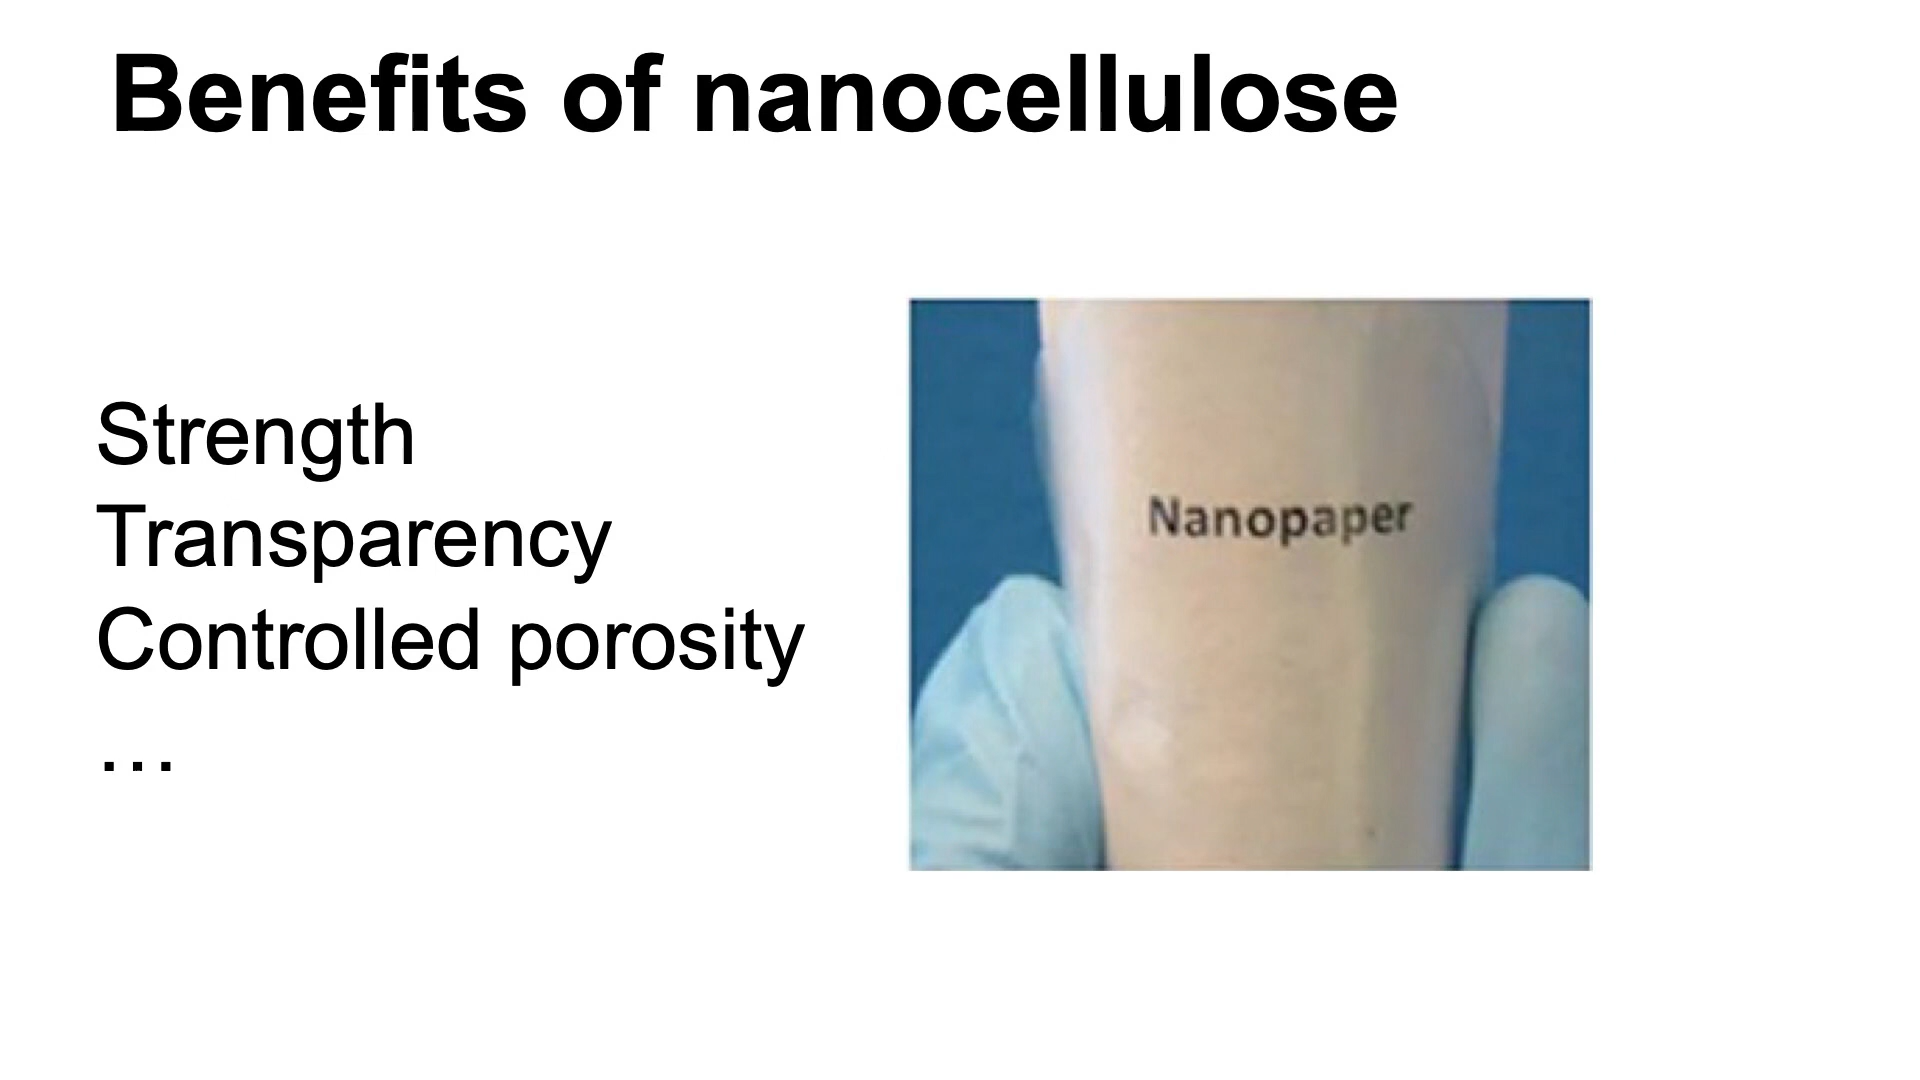 Benefits of nanocellulose
Strength
Transparency
Controlled porosity
…
Nanopaper